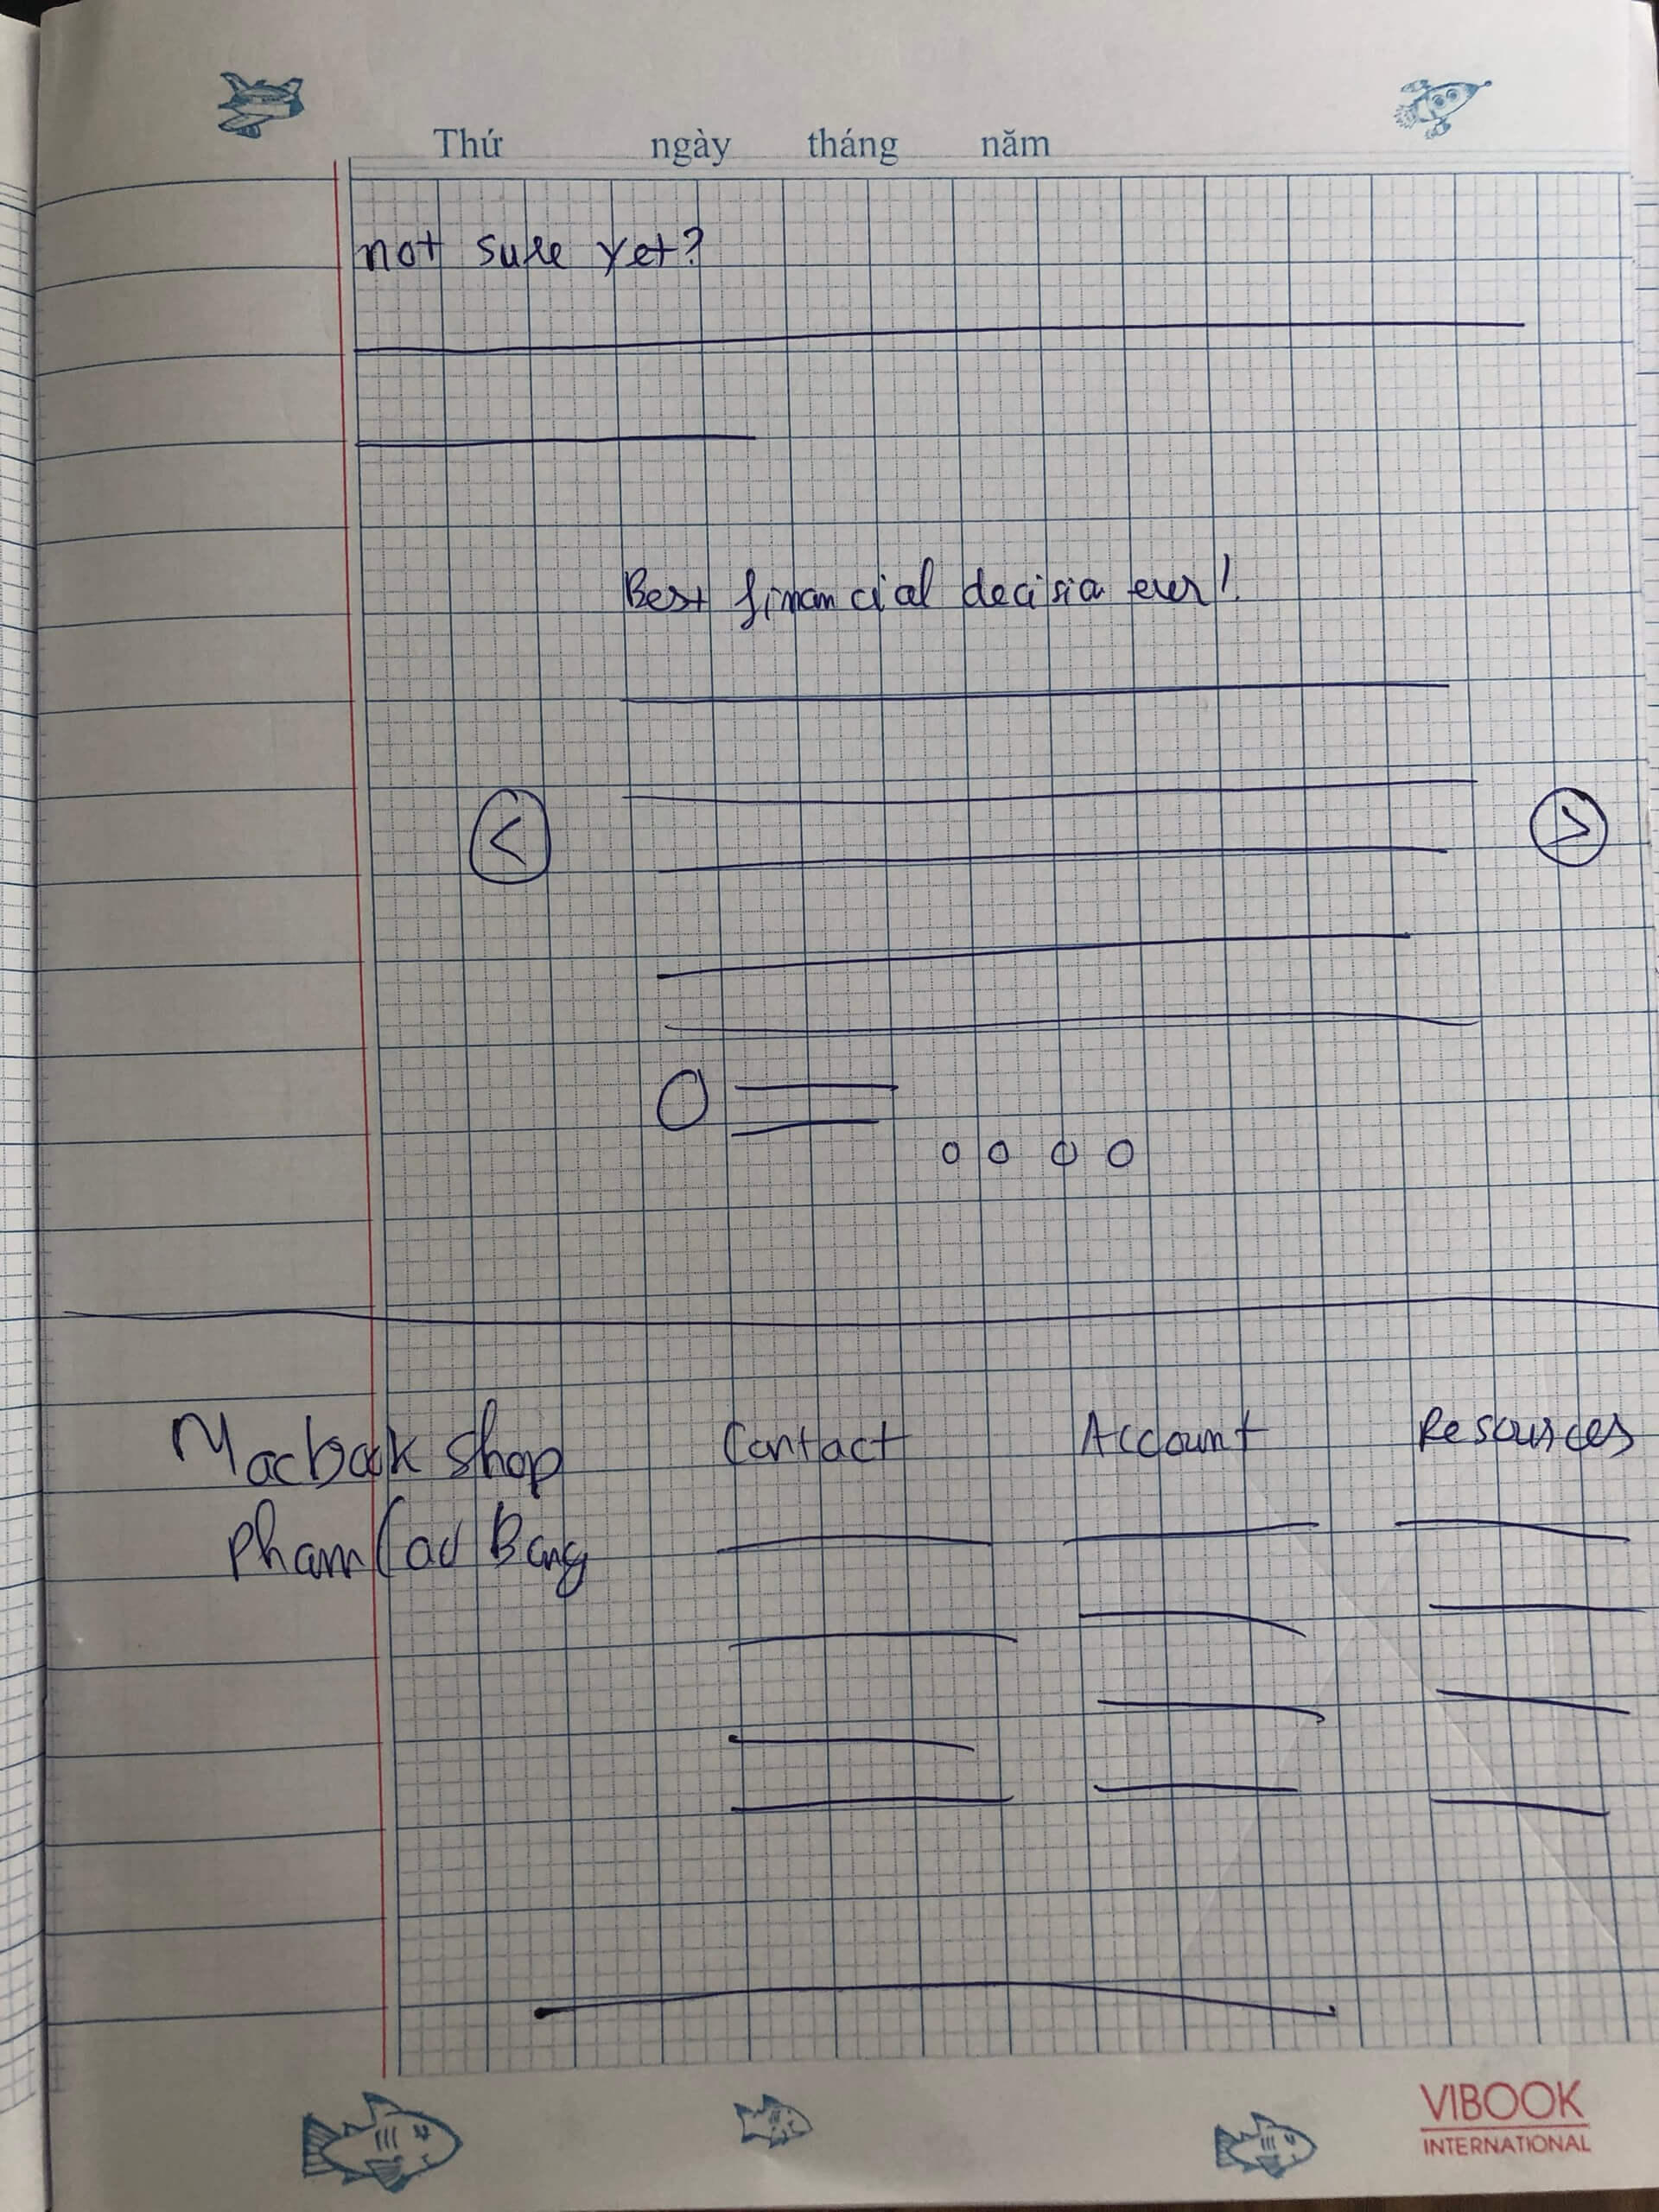 Thứ ngày tháng năm
not sure yet?
Best financial decision ever!
Macbook shop Contact Account Resources
Pham Cao Bang
VIBOOK
INTERNATIONAL